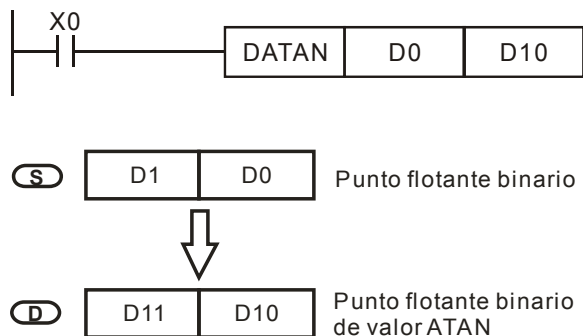 X0
DATAN D0 D10
S D1 D0 Punto flotante binario
D D11 D10 Punto flotante binario
de valor ATAN